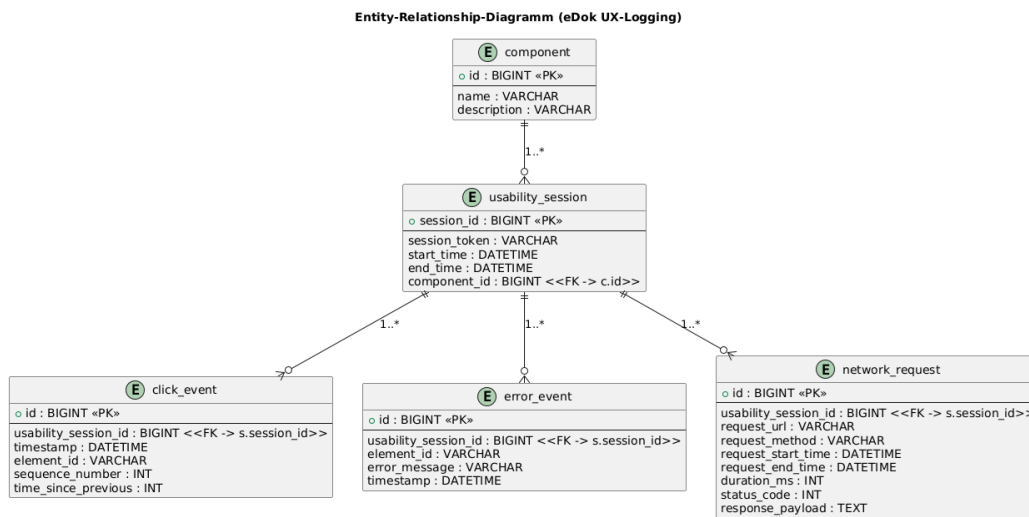 Entity-Relationship-Diagramm (eDok UX-Logging)
E component
id : BIGINT «PK»
name : VARCHAR
description : VARCHAR
1..*
E usability_session
session_id : BIGINT «PK»
session_token : VARCHAR
start_time : DATETIME
end_time : DATETIME
component_id : BIGINT <<FK -> c.id>>
1..*
1..*
1..*
E click_event
id : BIGINT «PK»
usability_session_id : BIGINT <<FK -> s.session_id>>
timestamp : DATETIME
element_id : VARCHAR
sequence_number : INT
time_since_previous : INT
E error_event
id : BIGINT «PK»
usability_session_id : BIGINT <<FK -> s.session_id>>
element_id : VARCHAR
error_message : VARCHAR
timestamp : DATETIME
E network_request
id : BIGINT «PK»
usability_session_id : BIGINT <<FK -> s.session_id>>
request_url : VARCHAR
request_method : VARCHAR
request_start_time : DATETIME
request_end_time : DATETIME
duration_ms : INT
status_code : INT
response_payload : TEXT